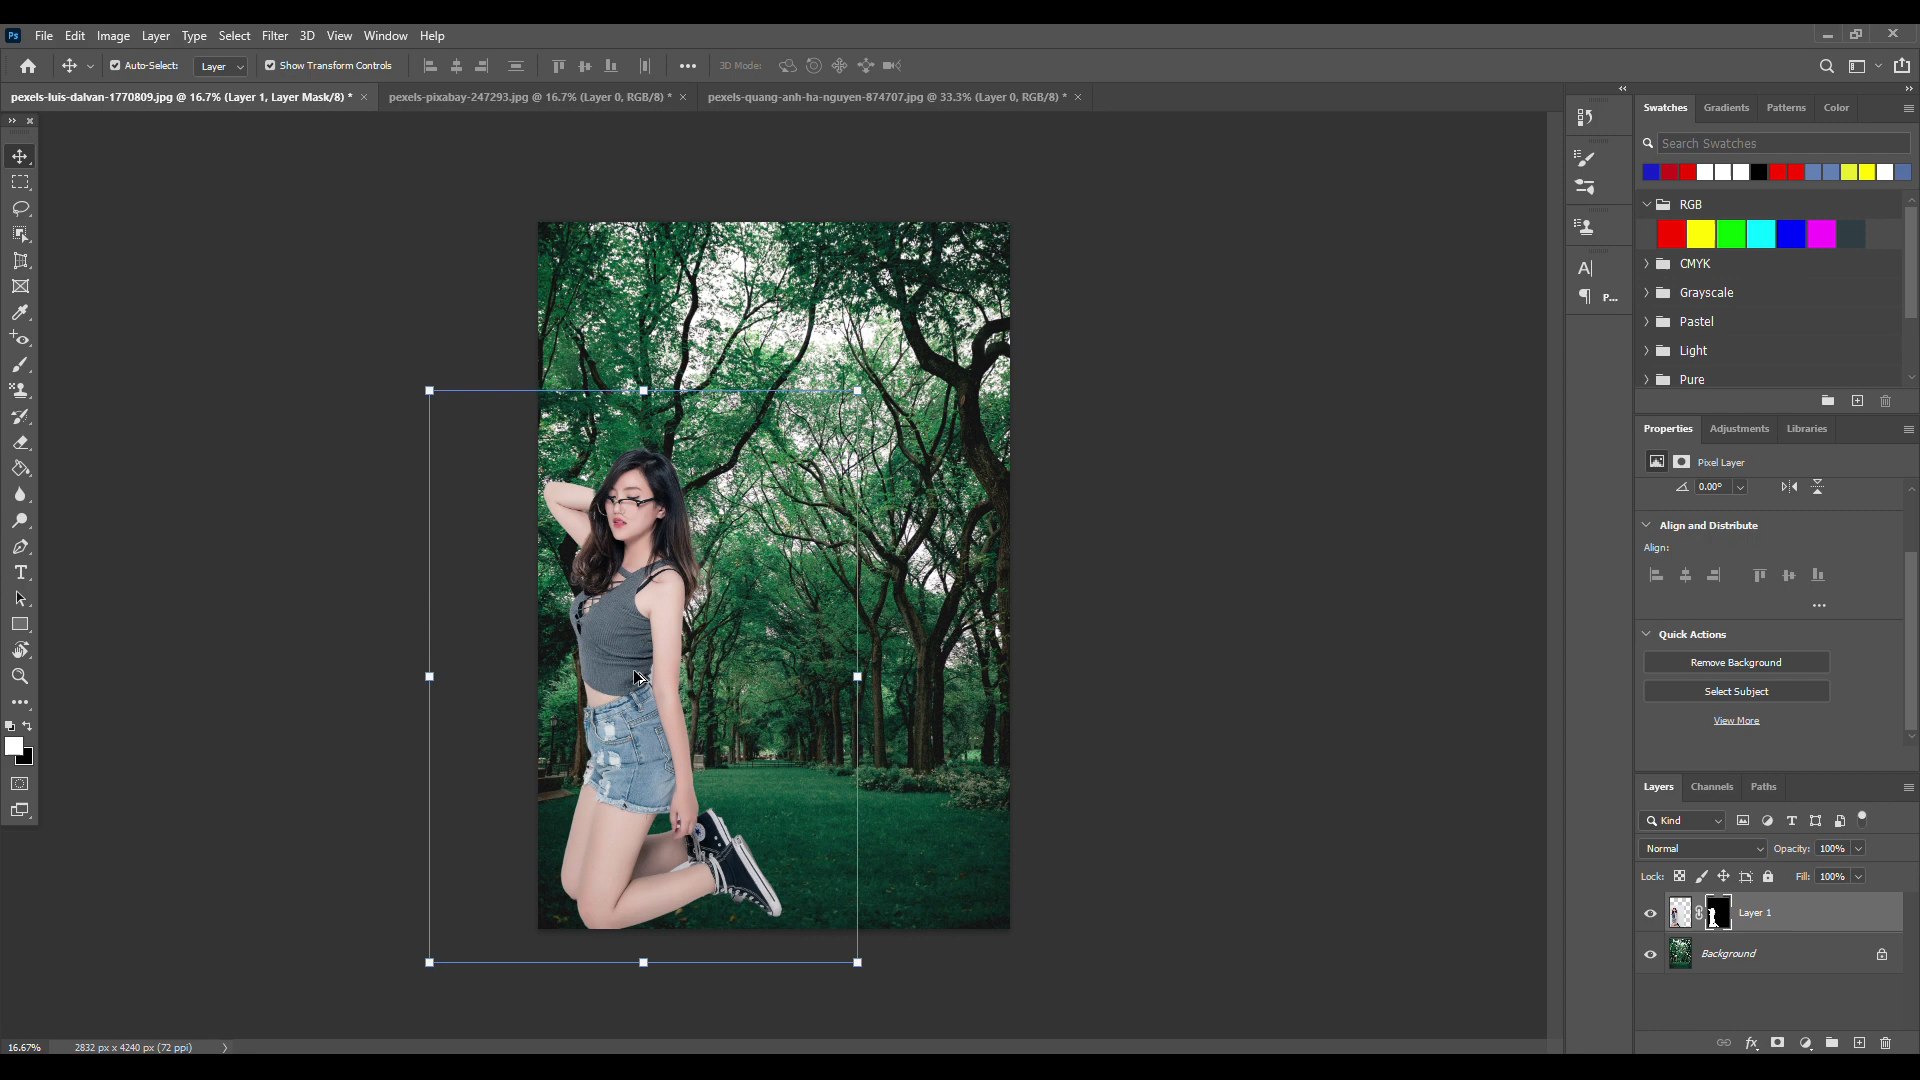 Ps File Edit Image Layer Type Select Filter 3D View Window Help
Auto-Select: Layer Show Transform Controls 3D Mode:
pexels-luis-dalvan-1770809.jpg @ 16.7% (Layer 1, Layer Mask/8) * pexels-pixabay-247293.jpg @ 16.7% (Layer 0, RGB/8) * pexels-quang-anh-ha-nguyen-874707.jpg @ 33.3% (Layer 0, RGB/8) *
Swatches Gradients Patterns Color
Search Swatches
RGB
CMYK
Grayscale
Pastel
Light
Pure
P...
Properties Adjustments Libraries
Pixel Layer
0.00°
Align and Distribute
Align:
Quick Actions
Remove Background
Select Subject
View More
Layers Channels Paths
Kind
Normal Opacity: 100%
Lock: Fill: 100%
Layer 1
Background
fx
16.67% 2832 px x 4240 px (72 ppi)